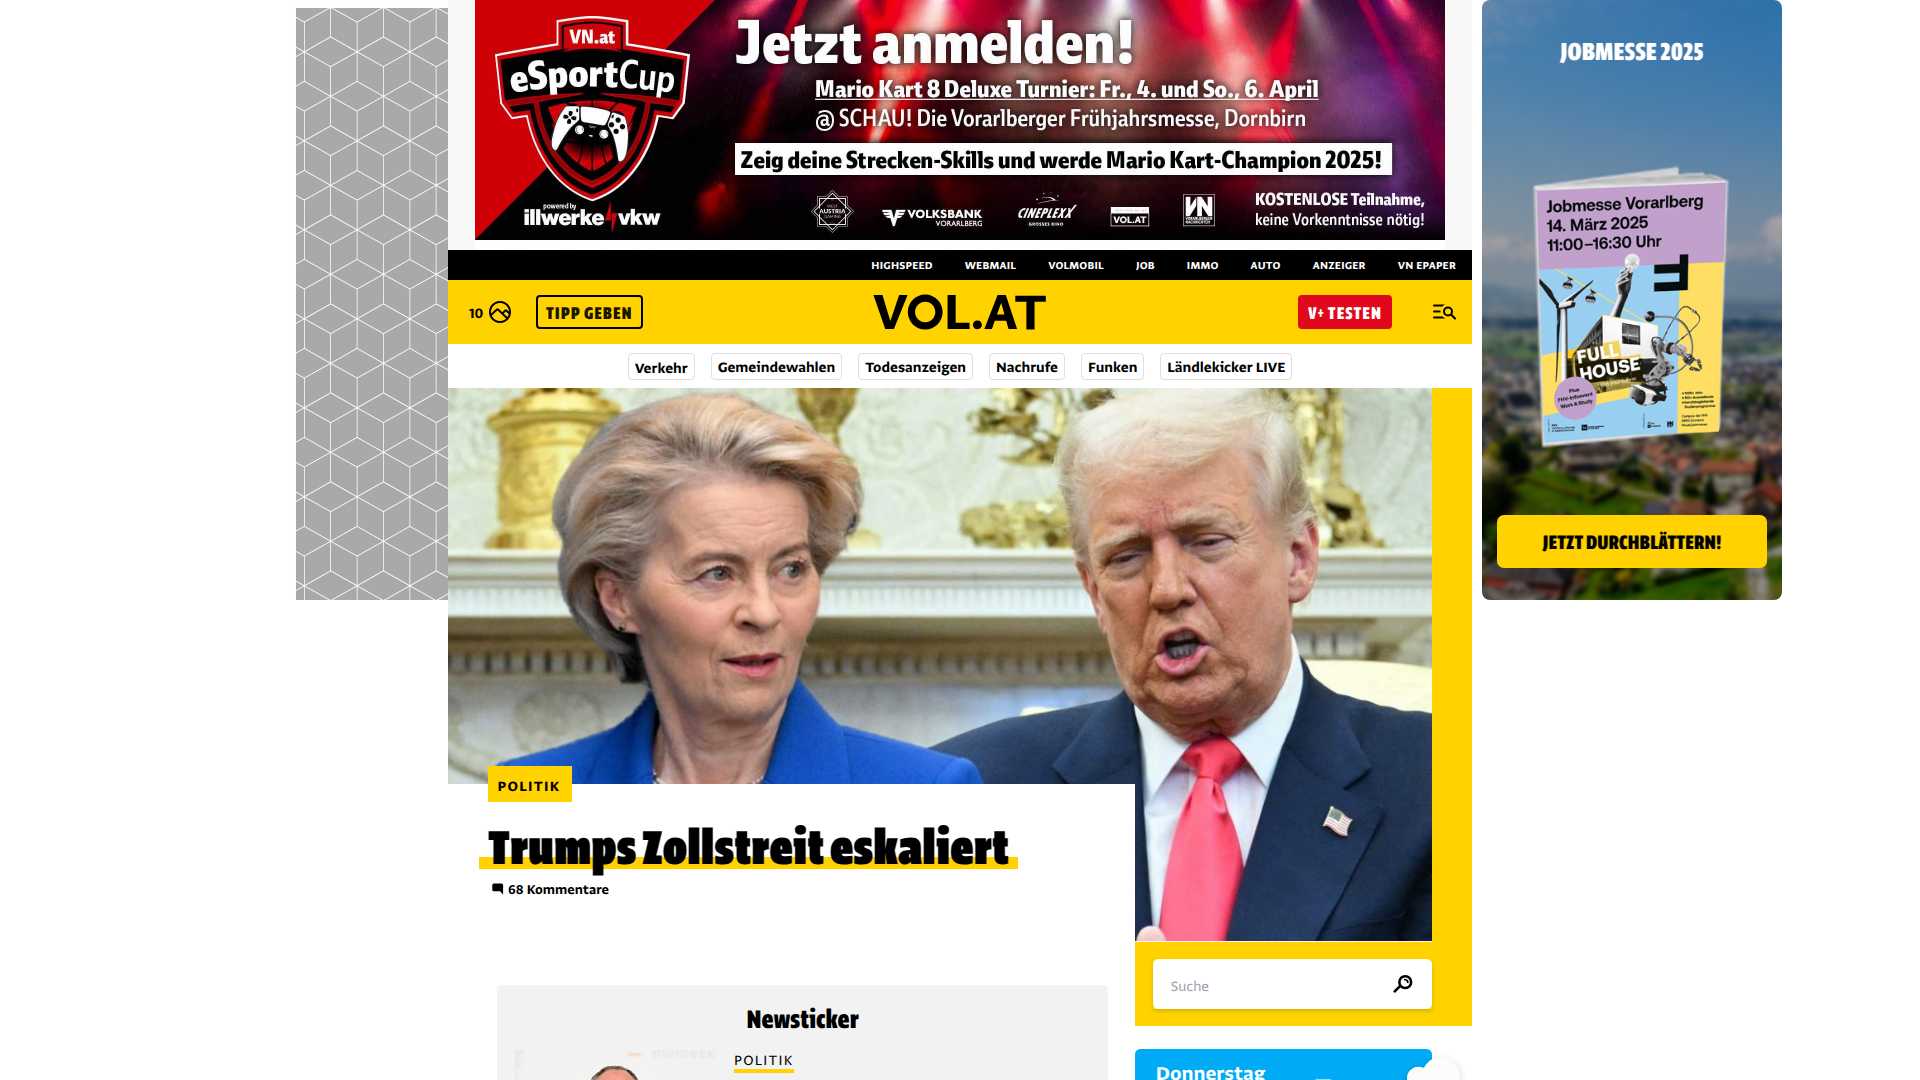 VN.at
eSportCup
powered by
illwerke vkw
Jetzt anmelden!
Mario Kart 8 Deluxe Turnier: Fr., 4. und So., 6. April
@ SCHAU! Die Vorarlberger Frühjahrsmesse, Dornbirn
Zeig deine Strecken-Skills und werde Mario Kart-Champion 2025!
AUSTRIA
VOLKSBANK
VORARLBERG
CINEPLEXX
VOL.AT
VN
KOSTENLOSE Teilnahme,
keine Vorkenntnisse nötig!
JOBMESSE 2025
Jobmesse Vorarlberg
14. März 2025
11:00–16:30 Uhr
FULL
HOUSE
JETZT DURCHBLÄTTERN!
HIGHSPEED WEBMAIL VOLMOBIL JOB IMMO AUTO ANZEIGER VN EPAPER
10 TIPP GEBEN VOL.AT V+ TESTEN
Verkehr Gemeindewahlen Todesanzeigen Nachrufe Funken Ländlekicker LIVE
POLITIK
Trumps Zollstreit eskaliert
68 Kommentare
Suche
Newsticker
POLITIK
Donnerstag